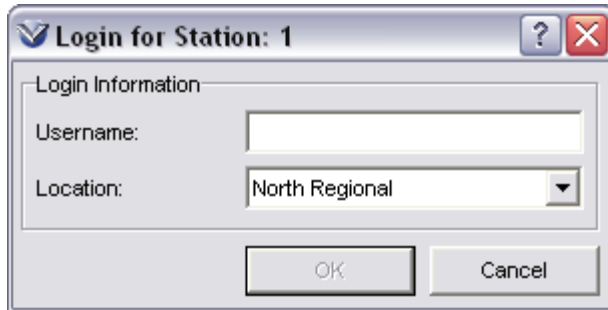 Login for Station: 1
?
Login Information
Username:
Location: North Regional
OK Cancel